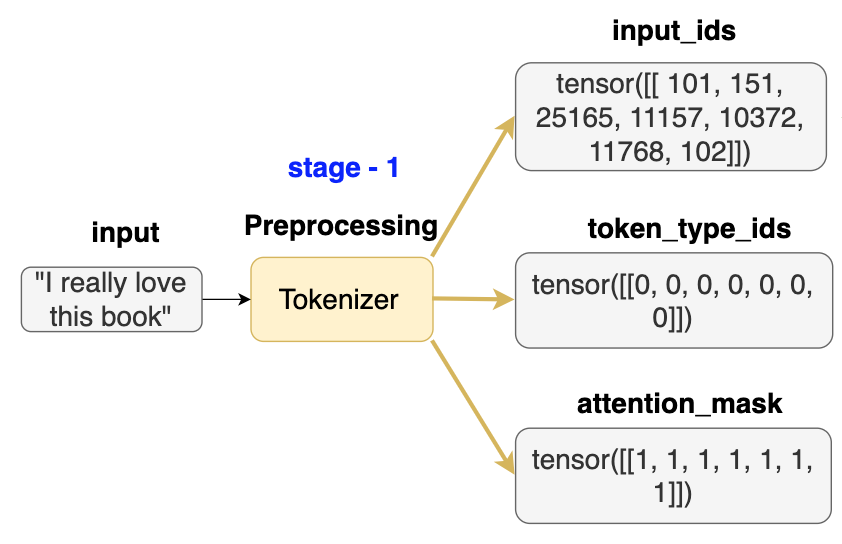 input
"I really love
this book"
stage - 1
Preprocessing
Tokenizer
input_ids
tensor([[ 101, 151,
25165, 11157, 10372,
11768, 102]])
token_type_ids
tensor([[0, 0, 0, 0, 0, 0,
0]])
attention_mask
tensor([[1, 1, 1, 1, 1, 1,
1]])